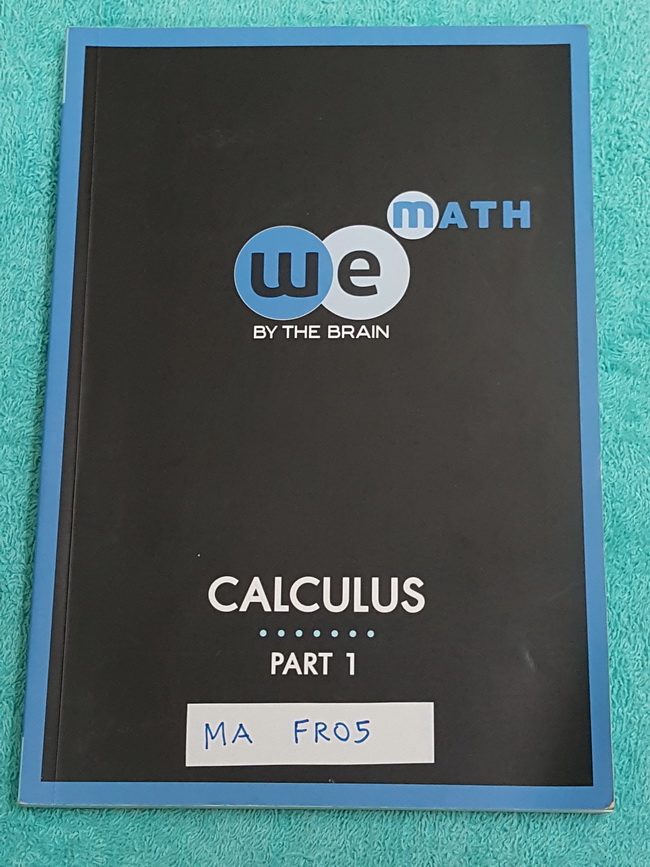 mATH
we
BY THE BRAIN
CALCULUS
PART 1
MA FR05